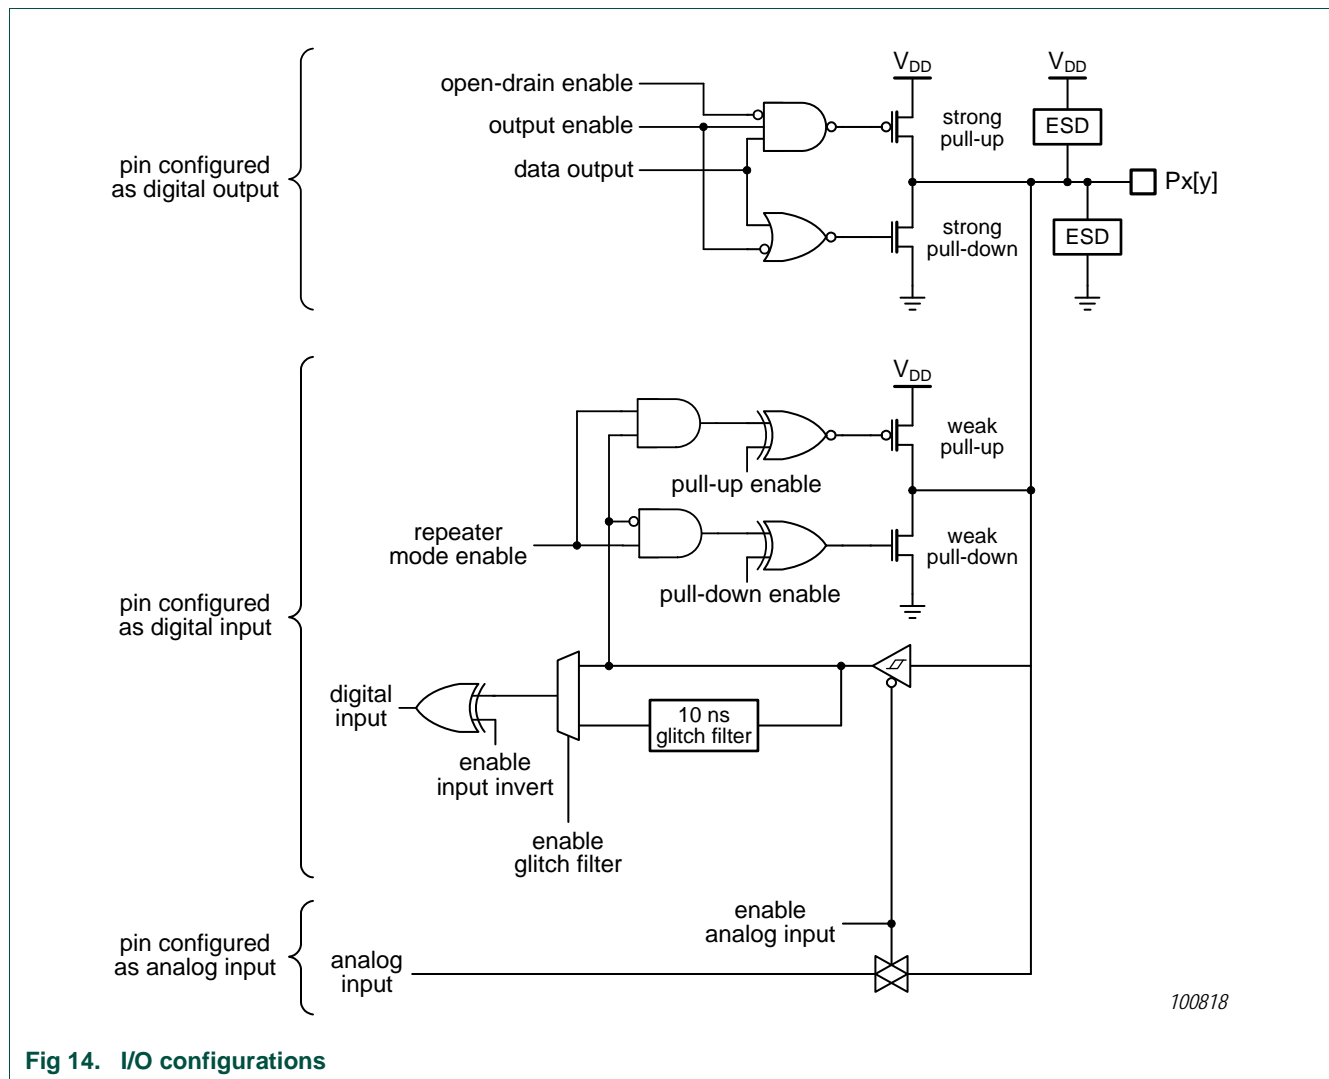 V_DD
V_DD
open-drain enable
output enable
data output
strong
pull-up
ESD
pin configured
as digital output
Px[y]
strong
pull-down
ESD
V_DD
weak
pull-up
pull-up enable
repeater
mode enable
weak
pull-down
pull-down enable
pin configured
as digital input
digital
input
10 ns
glitch filter
enable
input invert
enable
glitch filter
enable
analog input
pin configured
as analog input
analog
input
100818
Fig 14. I/O configurations